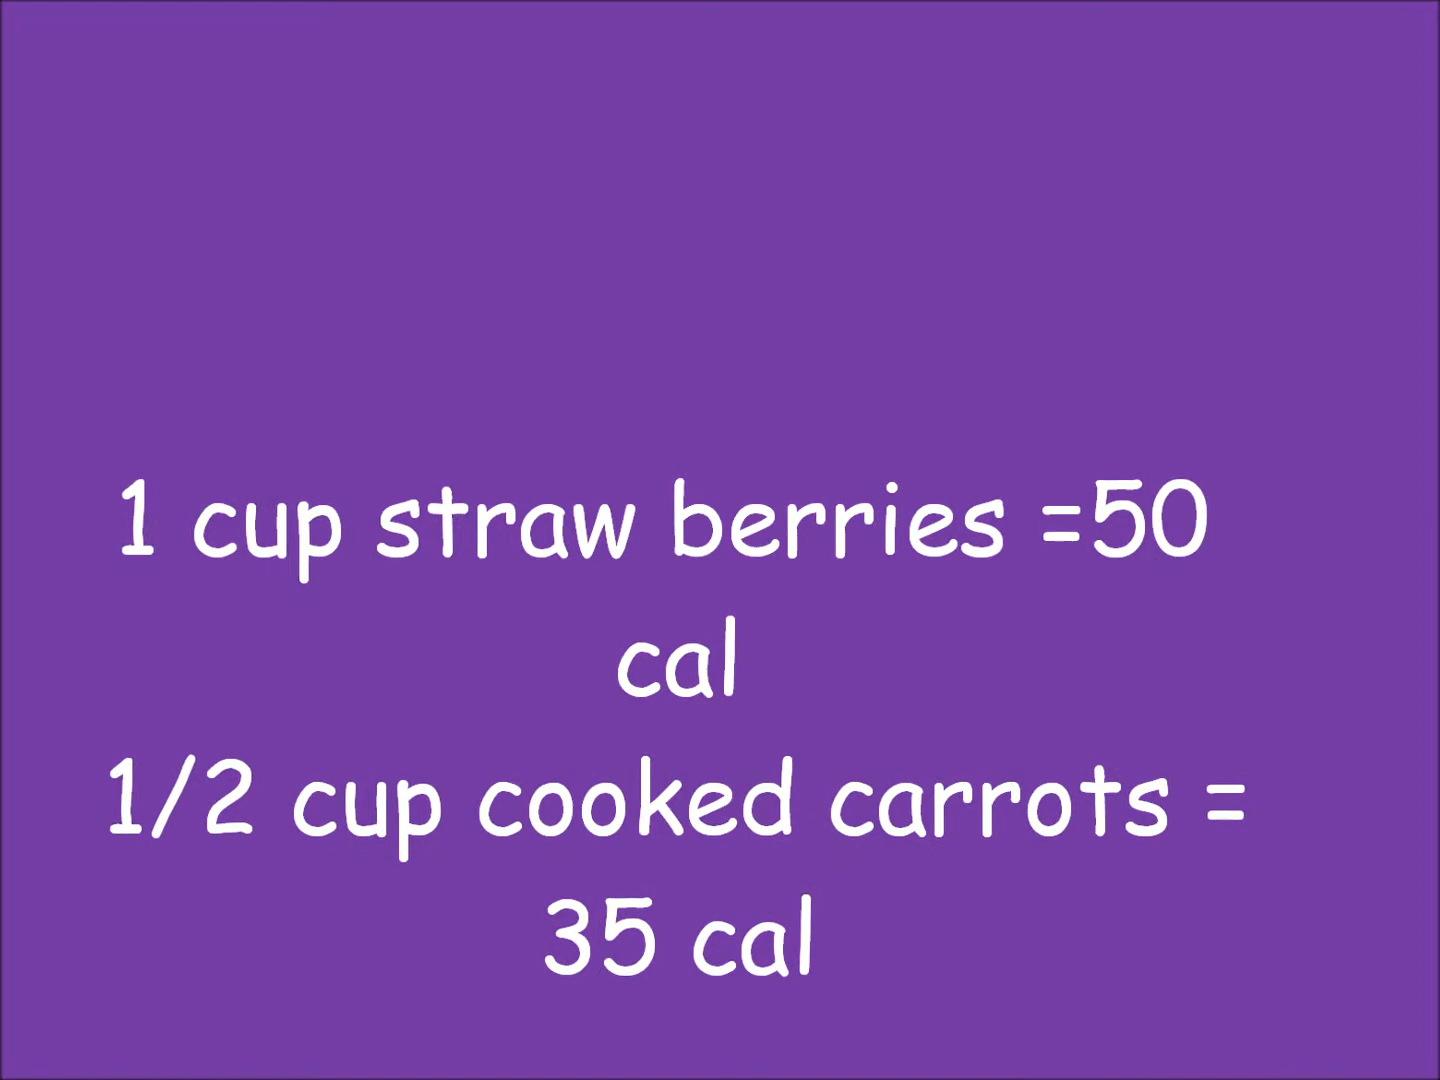 1 cup straw berries =50
cal
1/2 cup cooked carrots =
35 cal